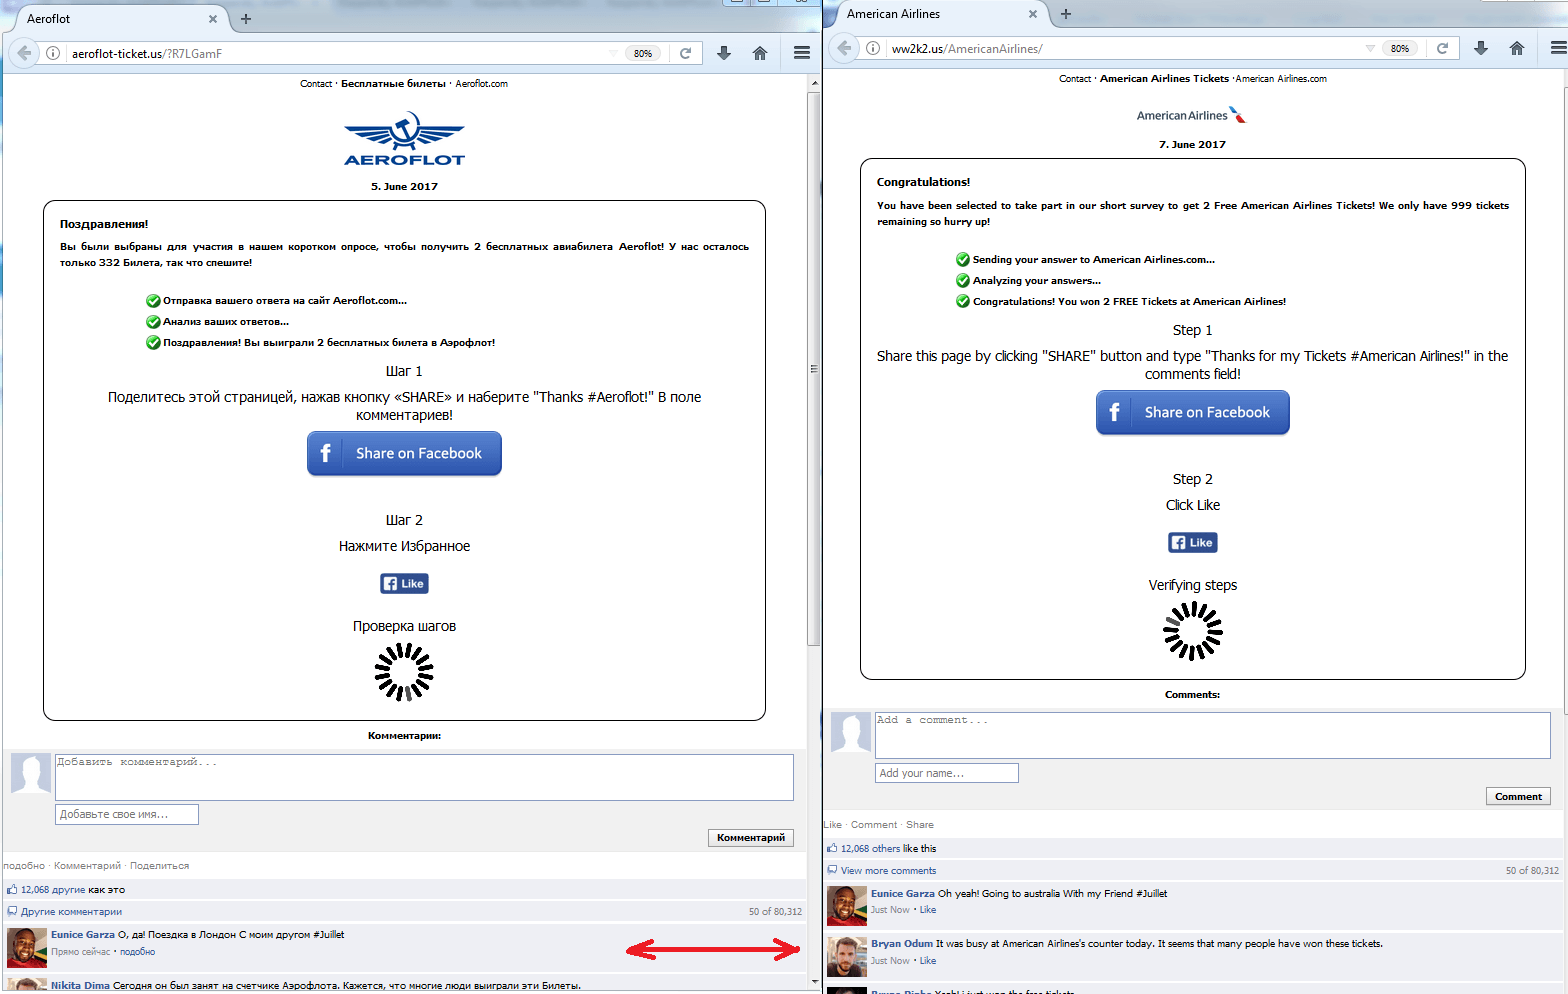 Aeroflot
aeroflot-ticket.us/?R7LGamF
80%
Contact · Бесплатные билеты · Aeroflot.com
AEROFLOT
5. June 2017
Поздравления!
Вы были выбраны для участия в нашем коротком опросе, чтобы получить 2 бесплатных авиабилета Aeroflot! У нас осталось
только 332 Билета, так что спешите!
Отправка вашего ответа на сайт Aeroflot.com...
Анализ ваших ответов...
Поздравления! Вы выиграли 2 бесплатных билета в Аэрофлот!
Шаг 1
Поделитесь этой страницей, нажав кнопку «SHARE» и наберите "Thanks #Aeroflot!" В поле
комментариев!
Share on Facebook
Шаг 2
Нажмите Избранное
Like
Проверка шагов
Комментарии:
Добавить комментарий...
Добавьте свое имя...
Комментарий
подобно · Комментарий · Поделиться
12,068 другие как это
Другие комментарии
50 of 80,312
Eunice Garza О, да! Поездка в Лондон С моим другом #Juillet
Прямо сейчас · подобно
Nikita Dima Сегодня он был занят на счетчике Аэрофлота. Кажется, что многие люди выиграли эти Билеты.
American Airlines
ww2k2.us/AmericanAirlines/
80%
Contact · American Airlines Tickets ·American Airlines.com
American Airlines
7. June 2017
Congratulations!
You have been selected to take part in our short survey to get 2 Free American Airlines Tickets! We only have 999 tickets
remaining so hurry up!
Sending your answer to American Airlines.com...
Analyzing your answers...
Congratulations! You won 2 FREE Tickets at American Airlines!
Step 1
Share this page by clicking "SHARE" button and type "Thanks for my Tickets #American Airlines!" in the
comments field!
Share on Facebook
Step 2
Click Like
Like
Verifying steps
Comments:
Add a comment...
Add your name...
Comment
Like · Comment · Share
12,068 others like this
View more comments
50 of 80,312
Eunice Garza Oh yeah! Going to australia With my Friend #Juillet
Just Now · Like
Bryan Odum It was busy at American Airlines's counter today. It seems that many people have won these tickets.
Just Now · Like